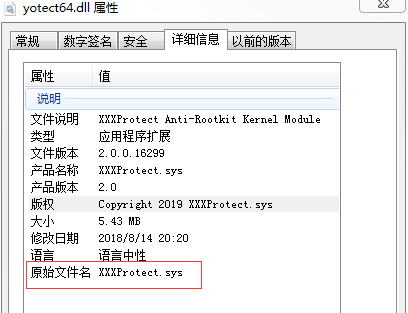 yotect64.dll 属性
常规 数字签名 安全 详细信息 以前的版本
属性 值
说明
文件说明 XXXProtect Anti-Rootkit Kernel Module
类型 应用程序扩展
文件版本 2.0.0.16299
产品名称 XXXProtect.sys
产品版本 2.0
版权 Copyright 2019 XXXProtect.sys
大小 5.43 MB
修改日期 2018/8/14 20:20
语言 语言中性
原始文件名 XXXProtect.sys